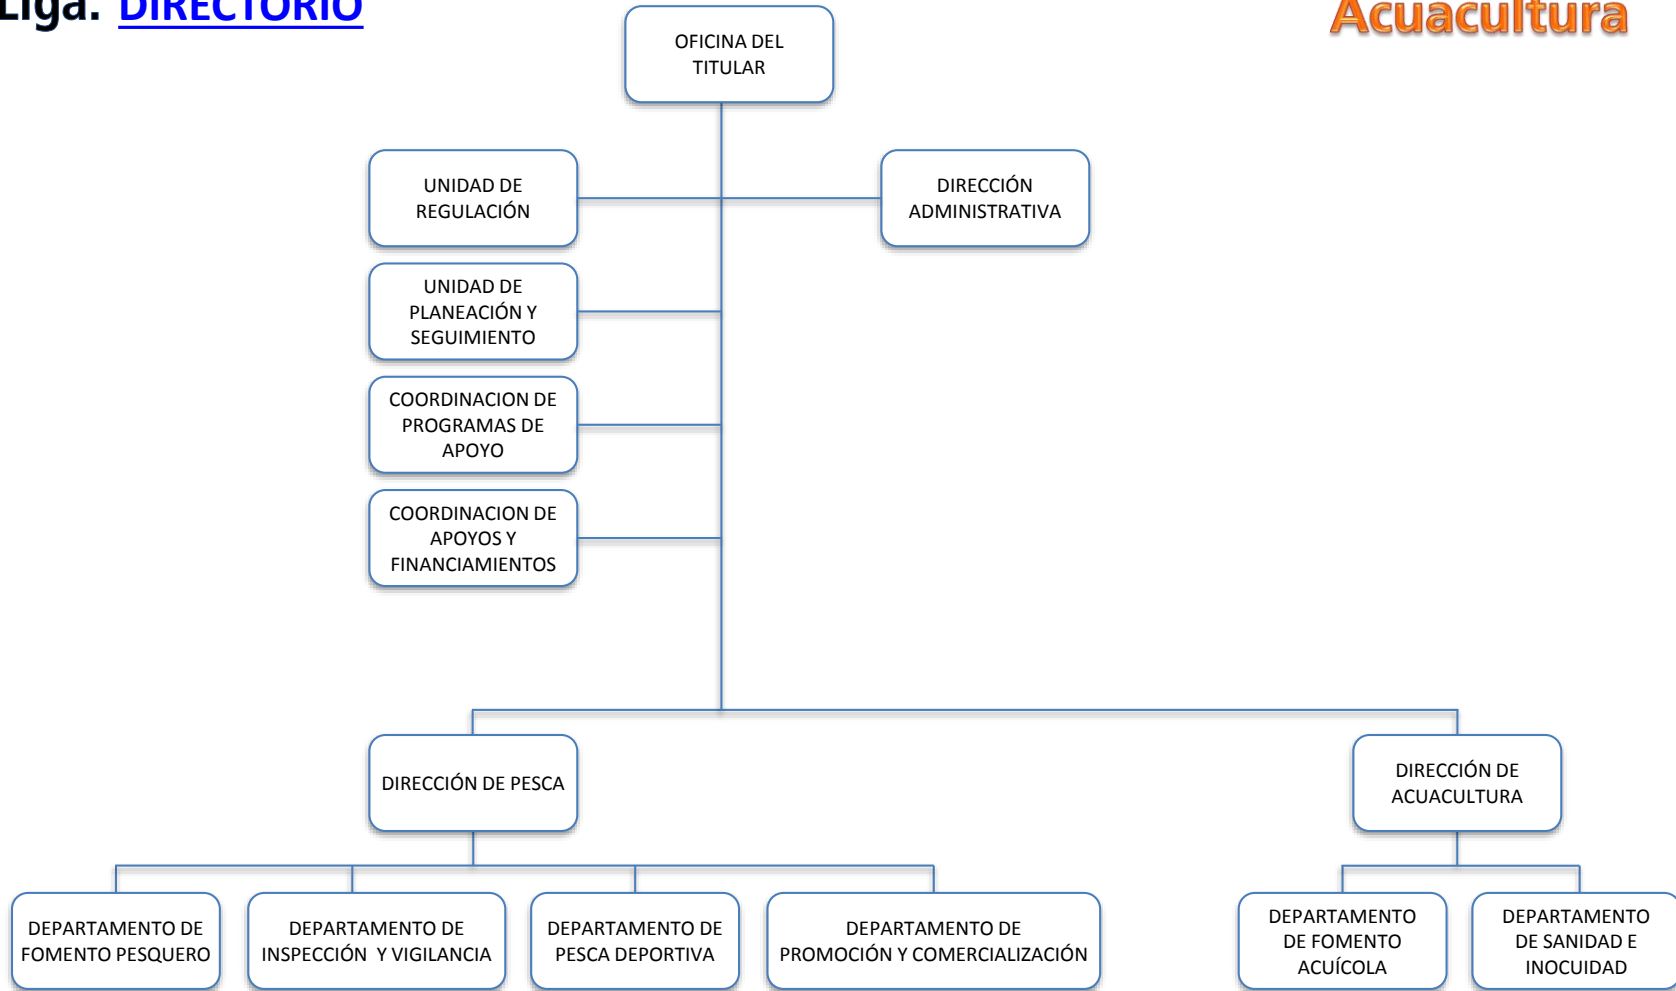 Liga: DIRECTORIO
Acuacultura
OFICINA DEL
TITULAR
UNIDAD DE
REGULACIÓN
DIRECCIÓN
ADMINISTRATIVA
UNIDAD DE
PLANEACIÓN Y
SEGUIMIENTO
COORDINACION DE
PROGRAMAS DE
APOYO
COORDINACION DE
APOYOS Y
FINANCIAMIENTOS
DIRECCIÓN DE PESCA
DIRECCIÓN DE
ACUACULTURA
DEPARTAMENTO DE
FOMENTO PESQUERO
DEPARTAMENTO DE
INSPECCIÓN Y VIGILANCIA
DEPARTAMENTO DE
PESCA DEPORTIVA
DEPARTAMENTO DE
PROMOCIÓN Y COMERCIALIZACIÓN
DEPARTAMENTO
DE FOMENTO
ACUÍCOLA
DEPARTAMENTO
DE SANIDAD E
INOCUIDAD